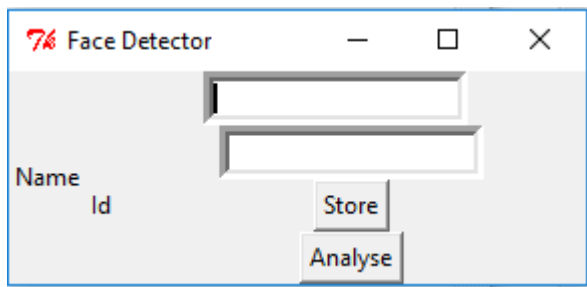 Face Detector
Name
Id
Store
Analyse